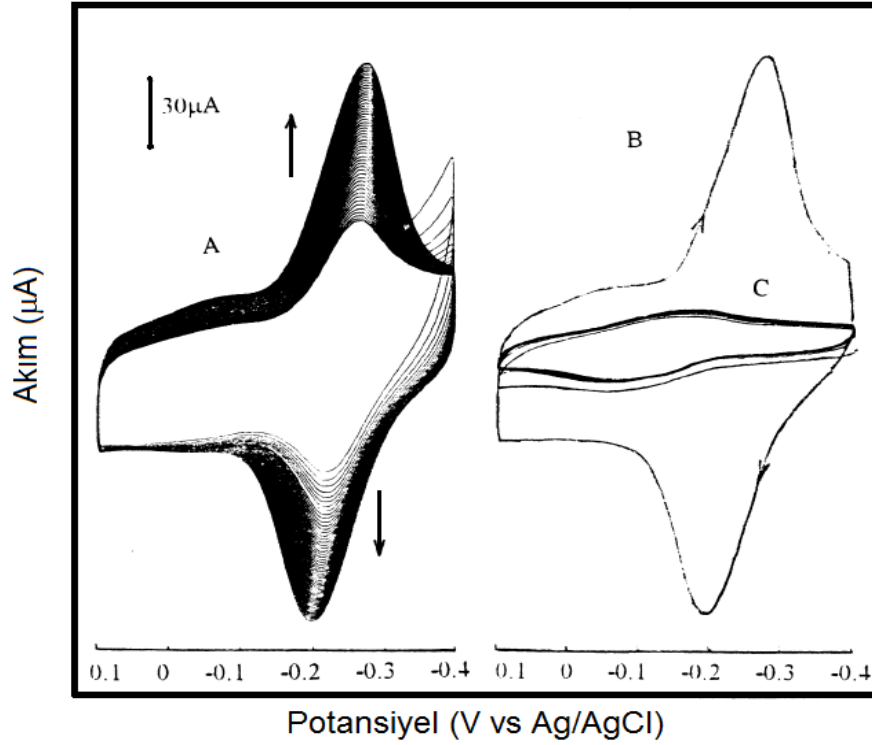 30µA
A
B
C
Akım (µA)
0.1 0 -0.1 -0.2 -0.3 -0.4
0.1 0 -0.1 -0.2 -0.3 -0.4
Potansiyel (V vs Ag/AgCl)